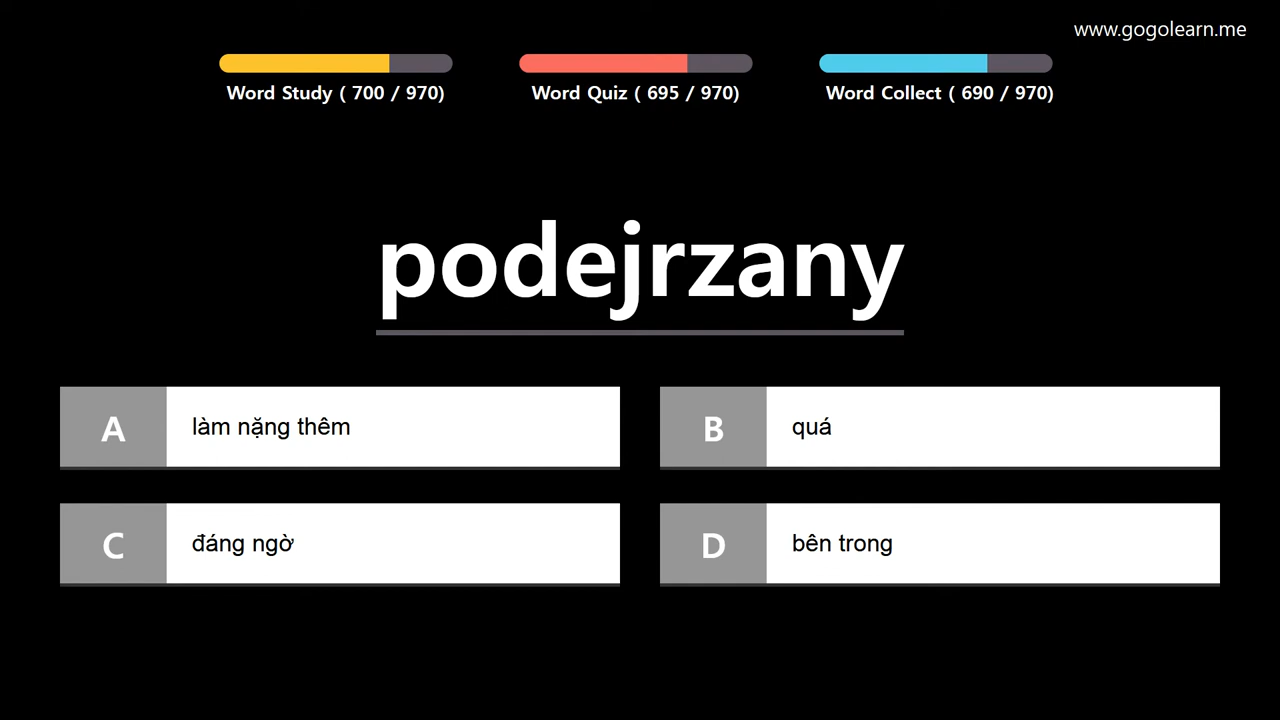 www.gogolearn.me
Word Study ( 700 / 970)
Word Quiz ( 695 / 970)
Word Collect ( 690 / 970)
podejrzany
A làm nặng thêm
B quá
C đáng ngờ
D bên trong